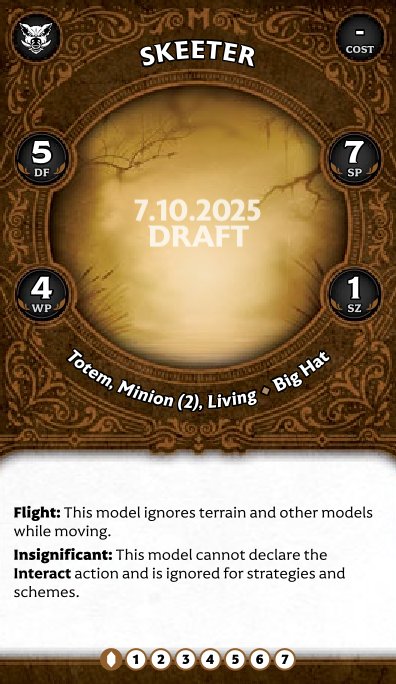 SKEETER
-
COST
5
DF
7
SP
7.10.2025
DRAFT
4
WP
1
SZ
Totem, Minion (2), Living ♦ Big Hat
Flight: This model ignores terrain and other models
while moving.
Insignificant: This model cannot declare the
Interact action and is ignored for strategies and
schemes.
1 2 3 4 5 6 7